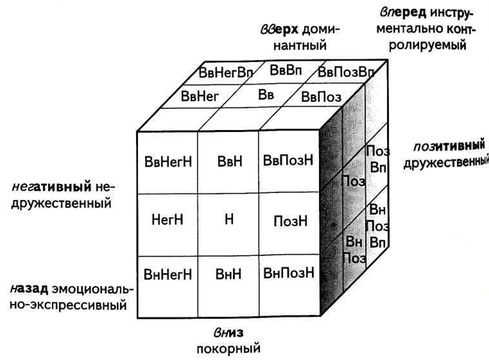 вперед инстру-
ментально конт-
ролируемый
вверх доми-
нантный
ВвНегВп ВвВп ВвПозВп
ВвНег Вв ВвПоз
позитивный
дружественный
ВвНегН ВвН ВвПозН
Поз
Вп
Поз
негативный не-
дружественный
НегН Н ПозН
Вн
Поз
Вп
Вн
Поз
назад эмоциональ-
но-экспрессивный
ВнНегН ВнН ВнПозН
вниз
покорный